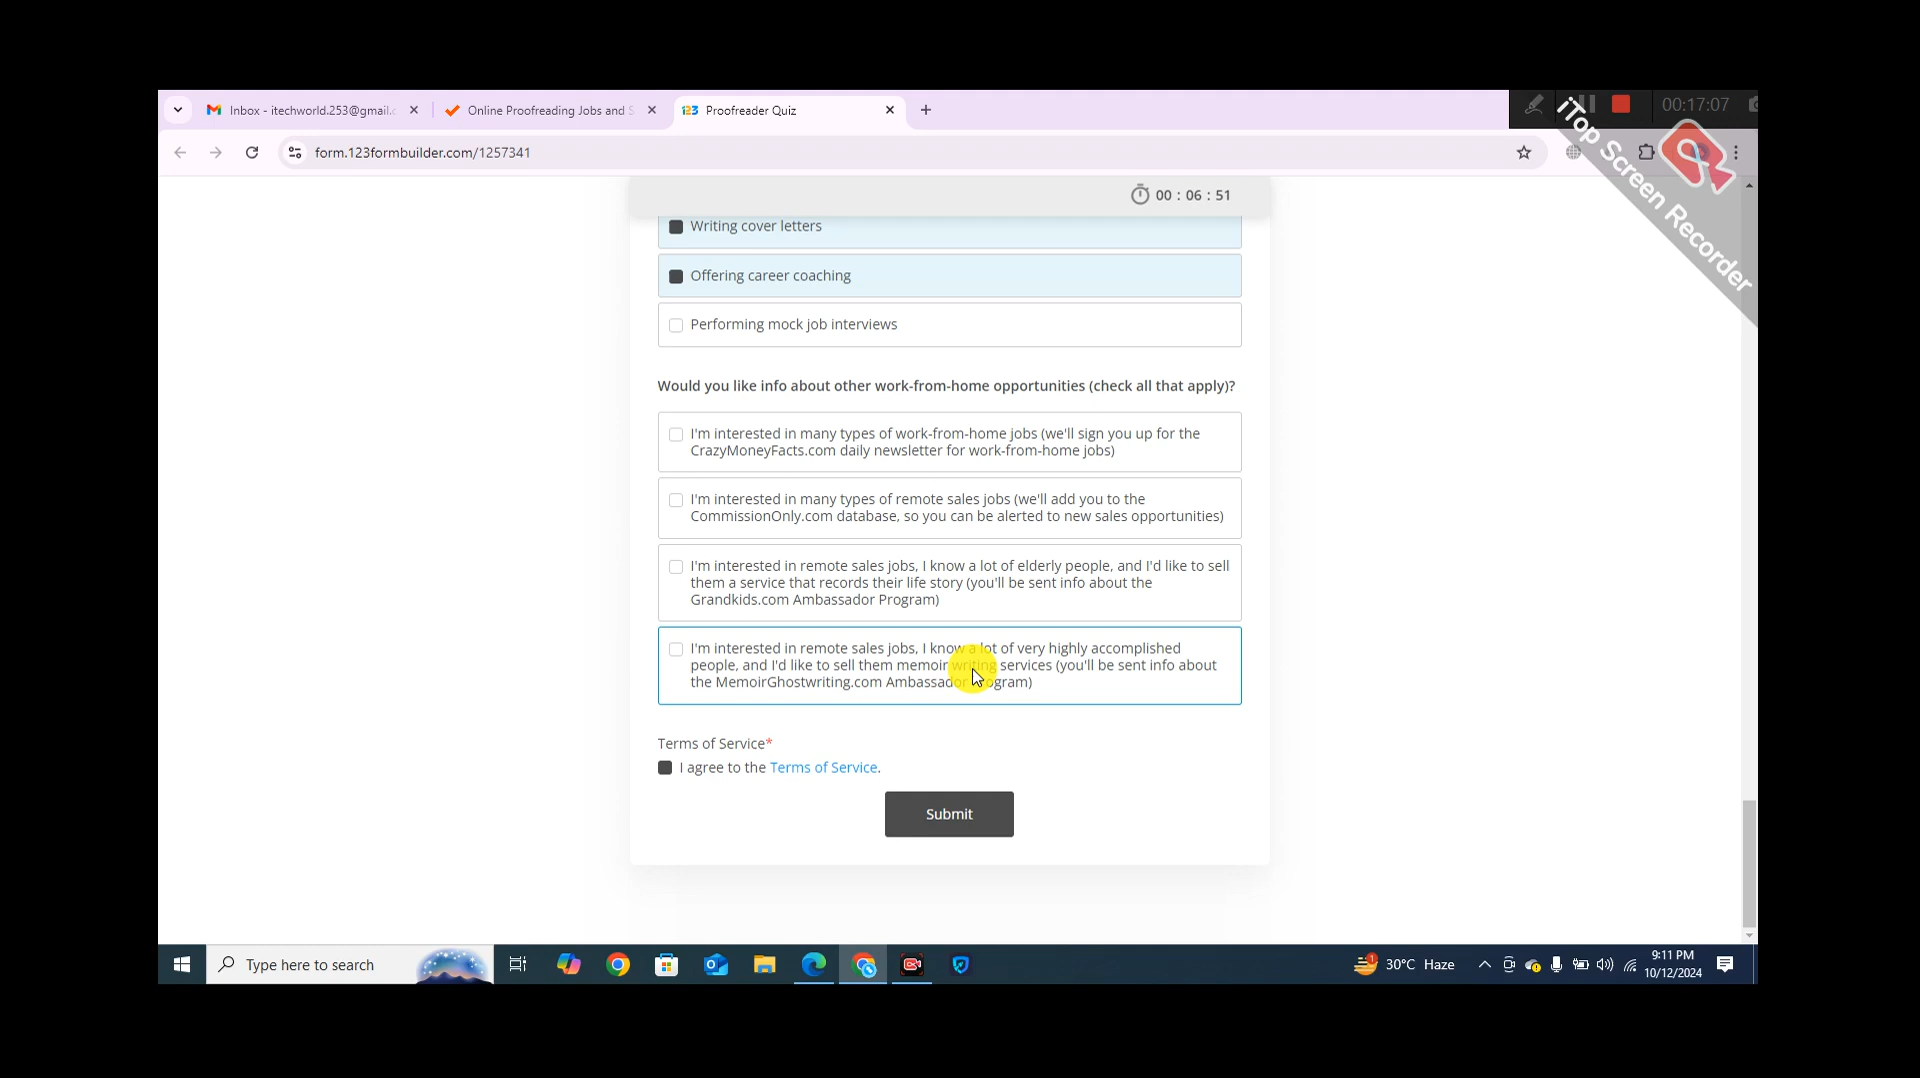 Inbox - itechworld.253@gmail.c
Online Proofreading Jobs and S
Proofreader Quiz
00:17:07
form.123formbuilder.com/1257341
iTop Screen Recorder
00 : 06 : 51
Writing cover letters
Offering career coaching
Performing mock job interviews
Would you like info about other work-from-home opportunities (check all that apply)?
I'm interested in many types of work-from-home jobs (we'll sign you up for the
CrazyMoneyFacts.com daily newsletter for work-from-home jobs)
I'm interested in many types of remote sales jobs (we'll add you to the
CommissionOnly.com database, so you can be alerted to new sales opportunities)
I'm interested in remote sales jobs, I know a lot of elderly people, and I'd like to sell
them a service that records their life story (you'll be sent info about the
Grandkids.com Ambassador Program)
I'm interested in remote sales jobs, I know a lot of very highly accomplished
people, and I'd like to sell them memoir writing services (you'll be sent info about
the MemoirGhostwriting.com Ambassador Program)
Terms of Service*
I agree to the Terms of Service.
Submit
Type here to search
30°C Haze
9:11 PM
10/12/2024